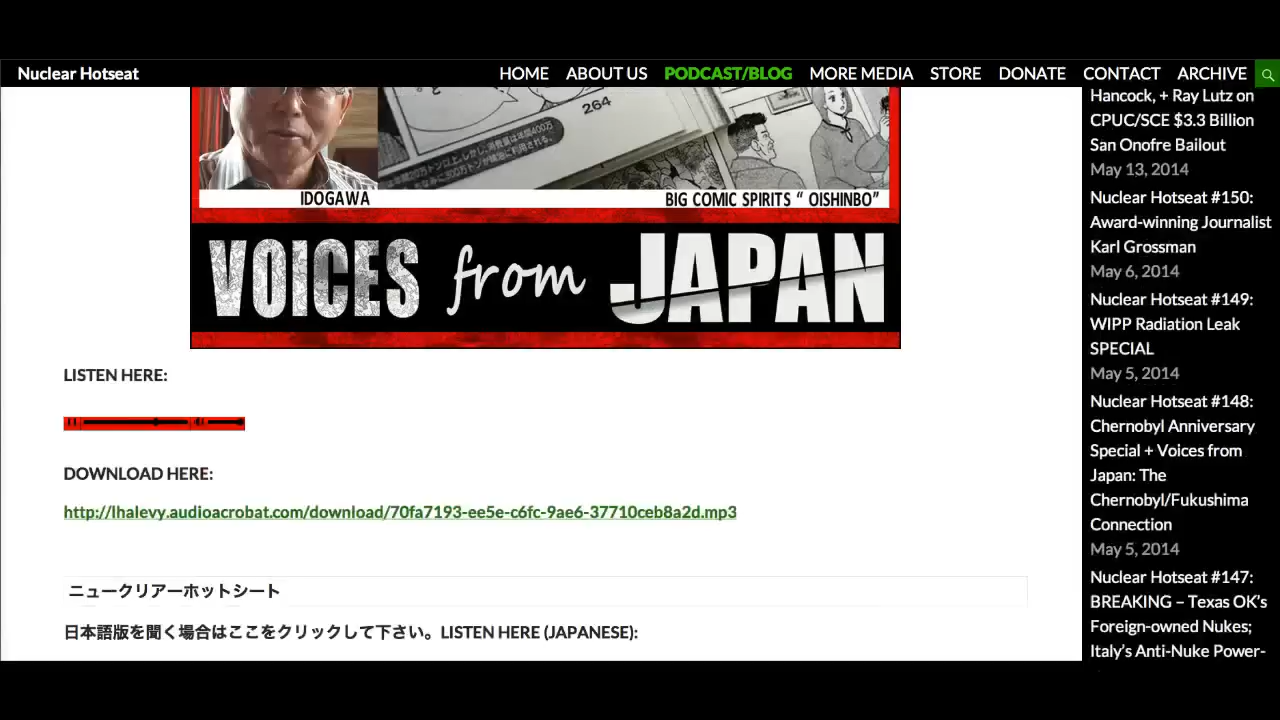 Nuclear Hotseat
HOME ABOUT US PODCAST/BLOG MORE MEDIA STORE DONATE CONTACT ARCHIVE
264
IDOGAWA
BIG COMIC SPIRITS “ OISHINBO”
VOICES from JAPAN
LISTEN HERE:
DOWNLOAD HERE:
http://lhalevy.audioacrobat.com/download/70fa7193-ee5e-c6fc-9ae6-37710ceb8a2d.mp3
ニュークリアーホットシート
日本語版を聞く場合はここをクリックして下さい。LISTEN HERE (JAPANESE):
Hancock, + Ray Lutz on
CPUC/SCE $3.3 Billion
San Onofre Bailout
May 13, 2014
Nuclear Hotseat #150:
Award-winning Journalist
Karl Grossman
May 6, 2014
Nuclear Hotseat #149:
WIPP Radiation Leak
SPECIAL
May 5, 2014
Nuclear Hotseat #148:
Chernobyl Anniversary
Special + Voices from
Japan: The
Chernobyl/Fukushima
Connection
May 5, 2014
Nuclear Hotseat #147:
BREAKING – Texas OK’s
Foreign-owned Nukes;
Italy’s Anti-Nuke Power-